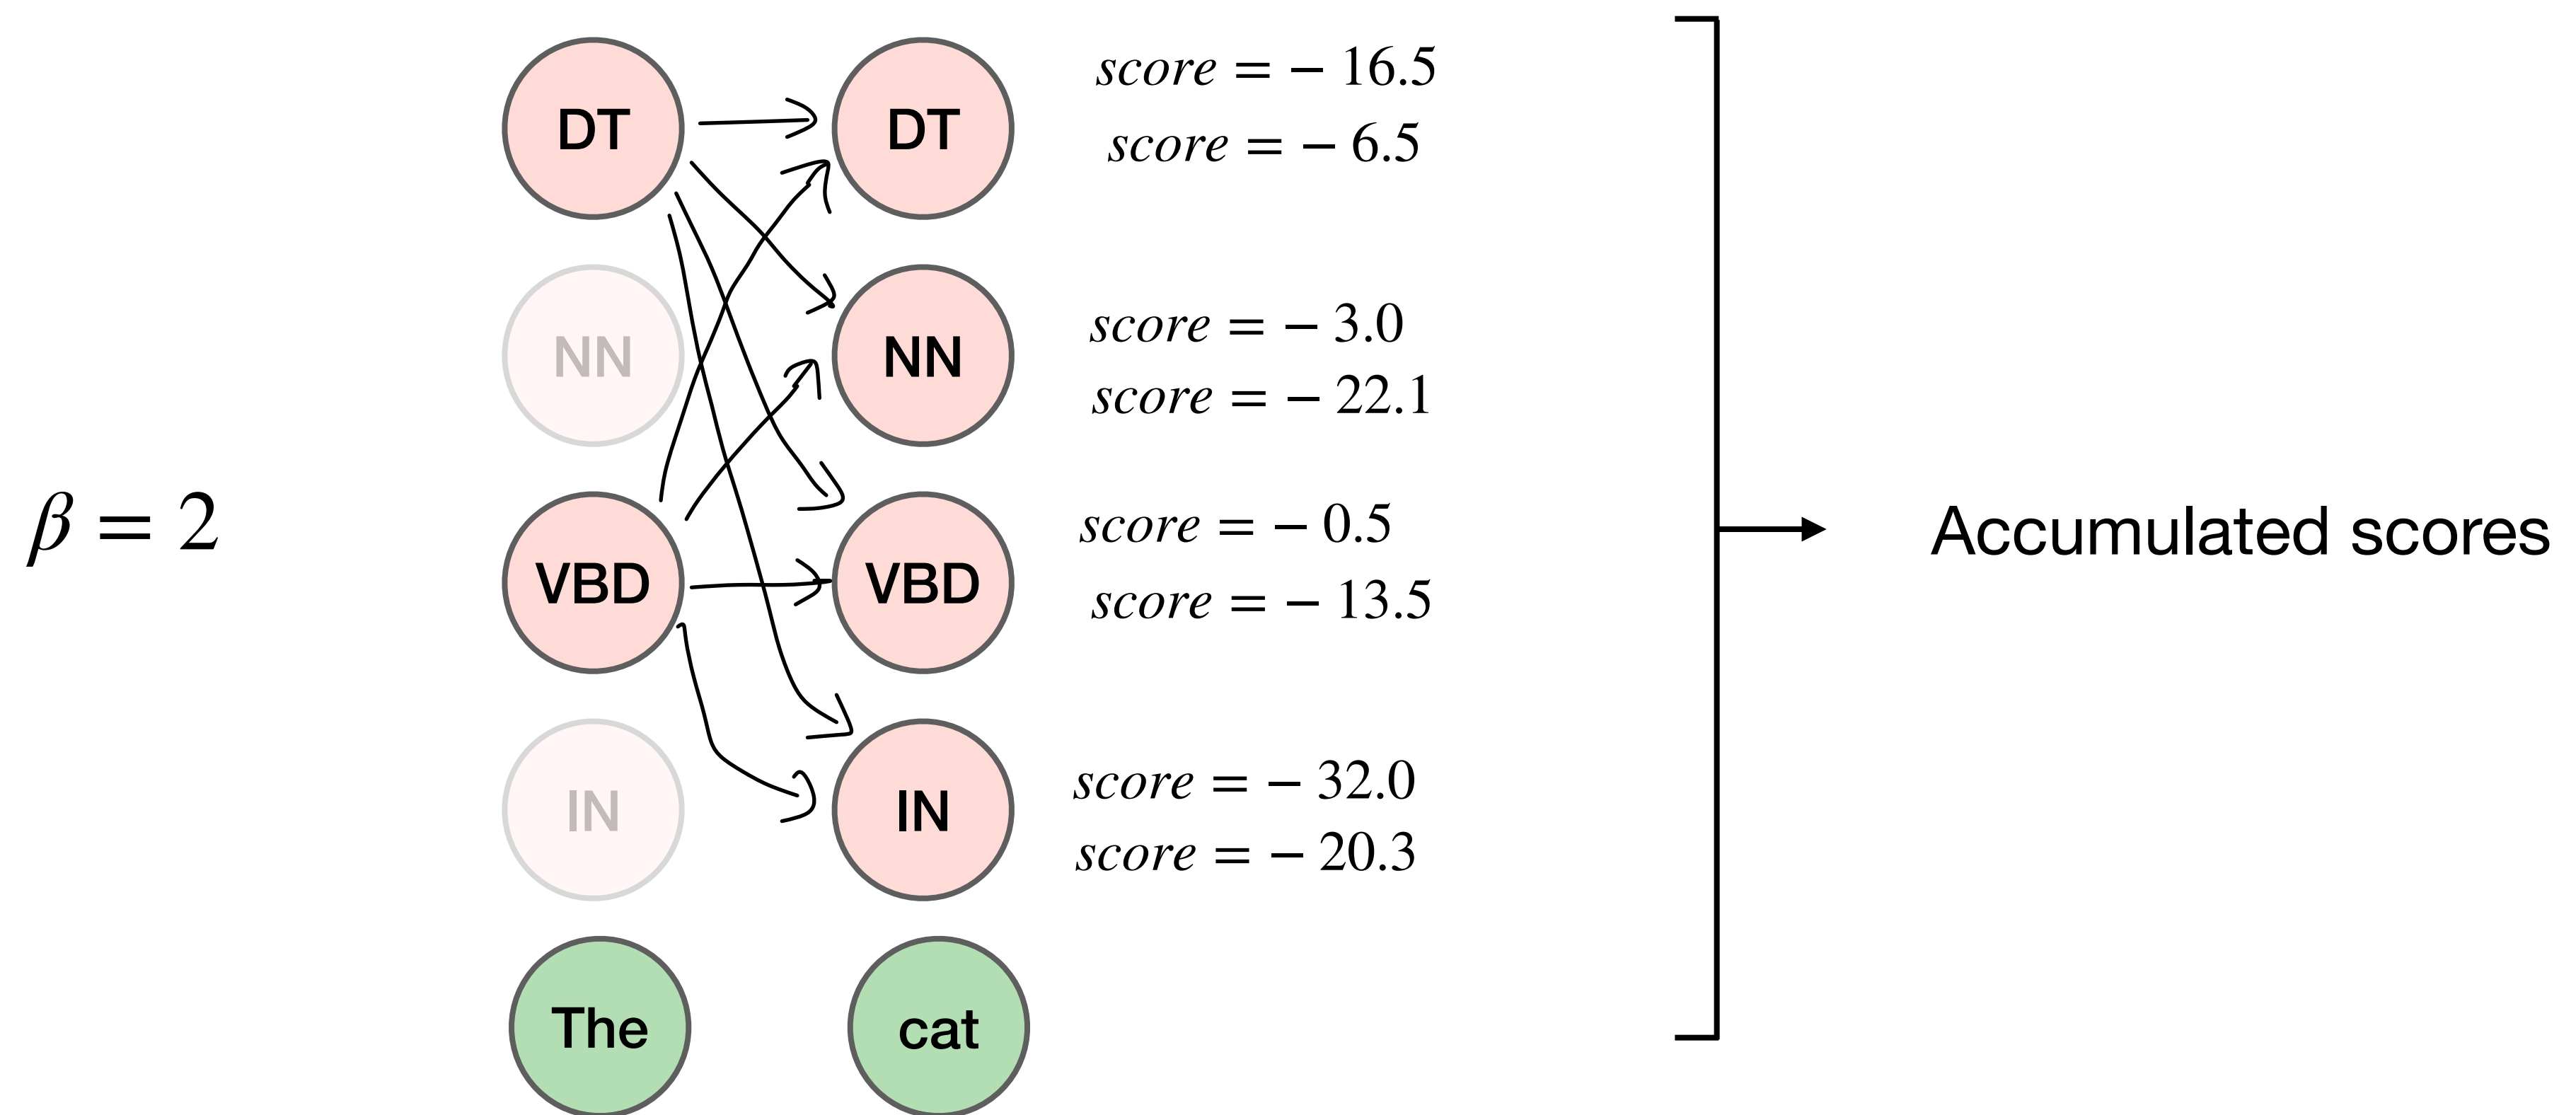 β = 2
DT
DT
score = − 16.5
score = − 6.5
NN
NN
score = − 3.0
score = − 22.1
VBD
VBD
score = − 0.5
score = − 13.5
Accumulated scores
IN
IN
score = − 32.0
score = − 20.3
The
cat